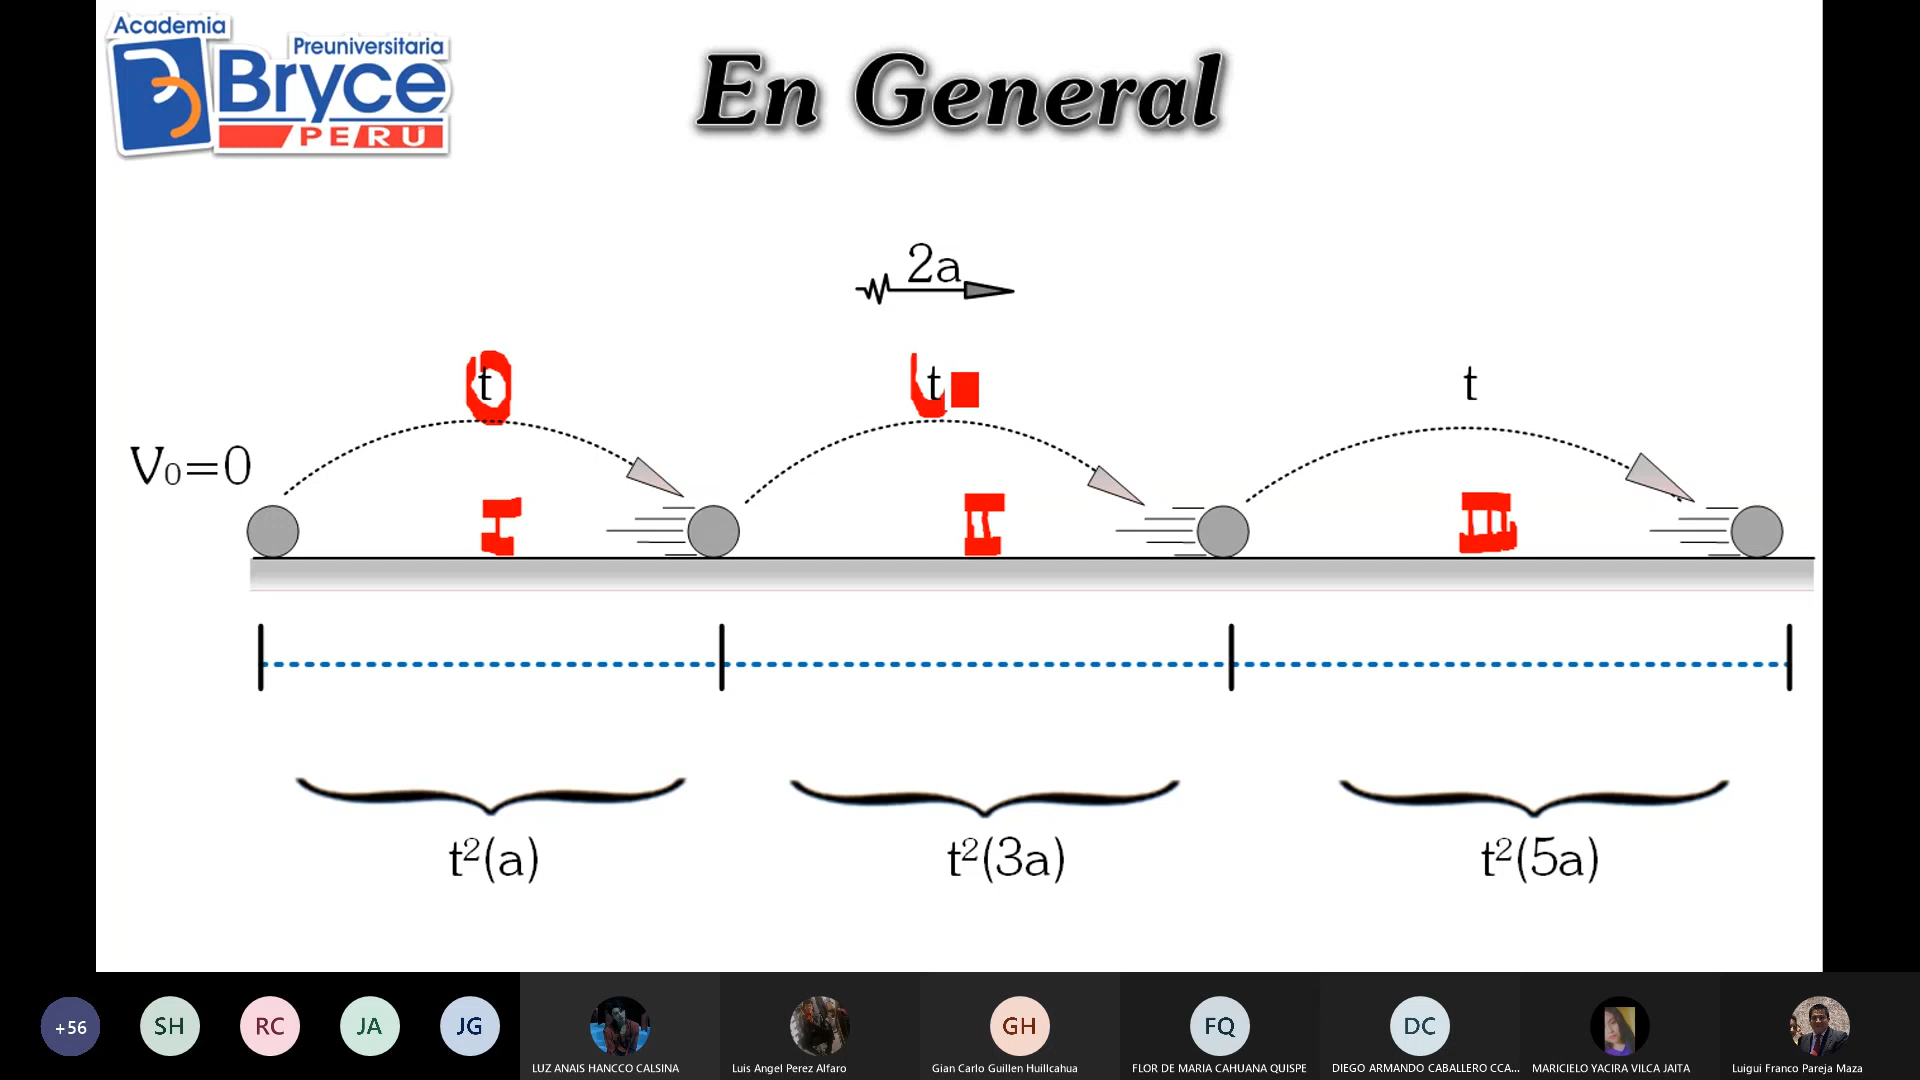 Academia
Preuniversitaria
Bryce
PERU
En General
2a
t
t
t
V₀=0
I
II
III
t²(a)
t²(3a)
t²(5a)
+56
SH
RC
JA
JG
GH
FQ
DC
LUZ ANAIS HANCCO CALSINA
Luis Angel Perez Alfaro
Gian Carlo Guillen Huillcahua
FLOR DE MARIA CAHUANA QUISPE
DIEGO ARMANDO CABALLERO CCA...
MARICIELO YACIRA VILCA JAITA
Luigui Franco Pareja Maza